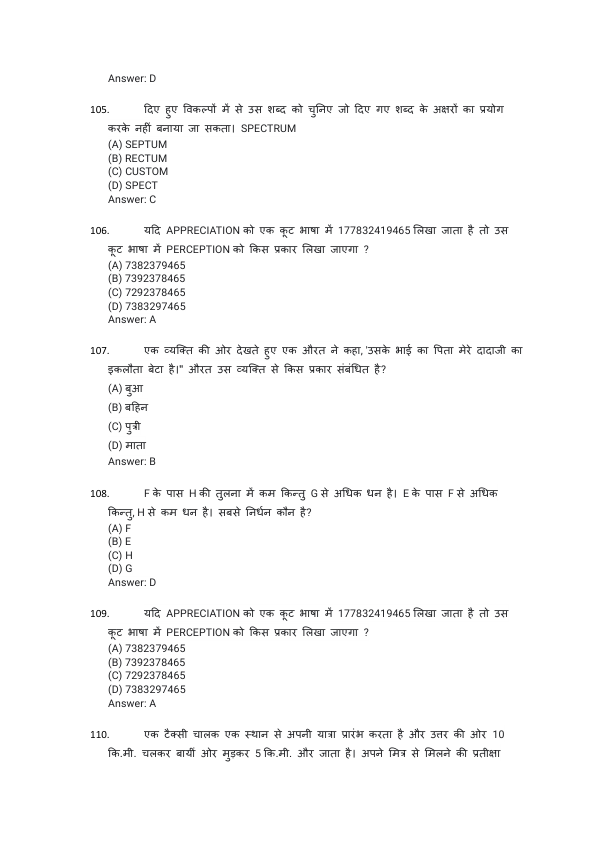 Answer: D
105. दिए हुए विकल्पों में से उस शब्द को चुनिए जो दिए गए शब्द के अक्षरों का प्रयोग
करके नहीं बनाया जा सकता। SPECTRUM
(A) SEPTUM
(B) RECTUM
(C) CUSTOM
(D) SPECT
Answer: C
106. यदि APPRECIATION को एक कूट भाषा में 177832419465 लिखा जाता है तो उस
कूट भाषा में PERCEPTION को किस प्रकार लिखा जाएगा ?
(A) 7382379465
(B) 7392378465
(C) 7292378465
(D) 7383297465
Answer: A
107. एक व्यक्ति की ओर देखते हुए एक औरत ने कहा, 'उसके भाई का पिता मेरे दादाजी का
इकलौता बेटा है।" औरत उस व्यक्ति से किस प्रकार संबंधित है?
(A) बुआ
(B) बहिन
(C) पुत्री
(D) माता
Answer: B
108. F के पास H की तुलना में कम किन्तु G से अधिक धन है। E के पास F से अधिक
किन्तु, H से कम धन है। सबसे निर्धन कौन है?
(A) F
(B) E
(C) H
(D) G
Answer: D
109. यदि APPRECIATION को एक कूट भाषा में 177832419465 लिखा जाता है तो उस
कूट भाषा में PERCEPTION को किस प्रकार लिखा जाएगा ?
(A) 7382379465
(B) 7392378465
(C) 7292378465
(D) 7383297465
Answer: A
110. एक टैक्सी चालक एक स्थान से अपनी यात्रा प्रारंभ करता है और उत्तर की ओर 10
कि.मी. चलकर बायीं ओर मुड़कर 5 कि.मी. और जाता है। अपने मित्र से मिलने की प्रतीक्षा